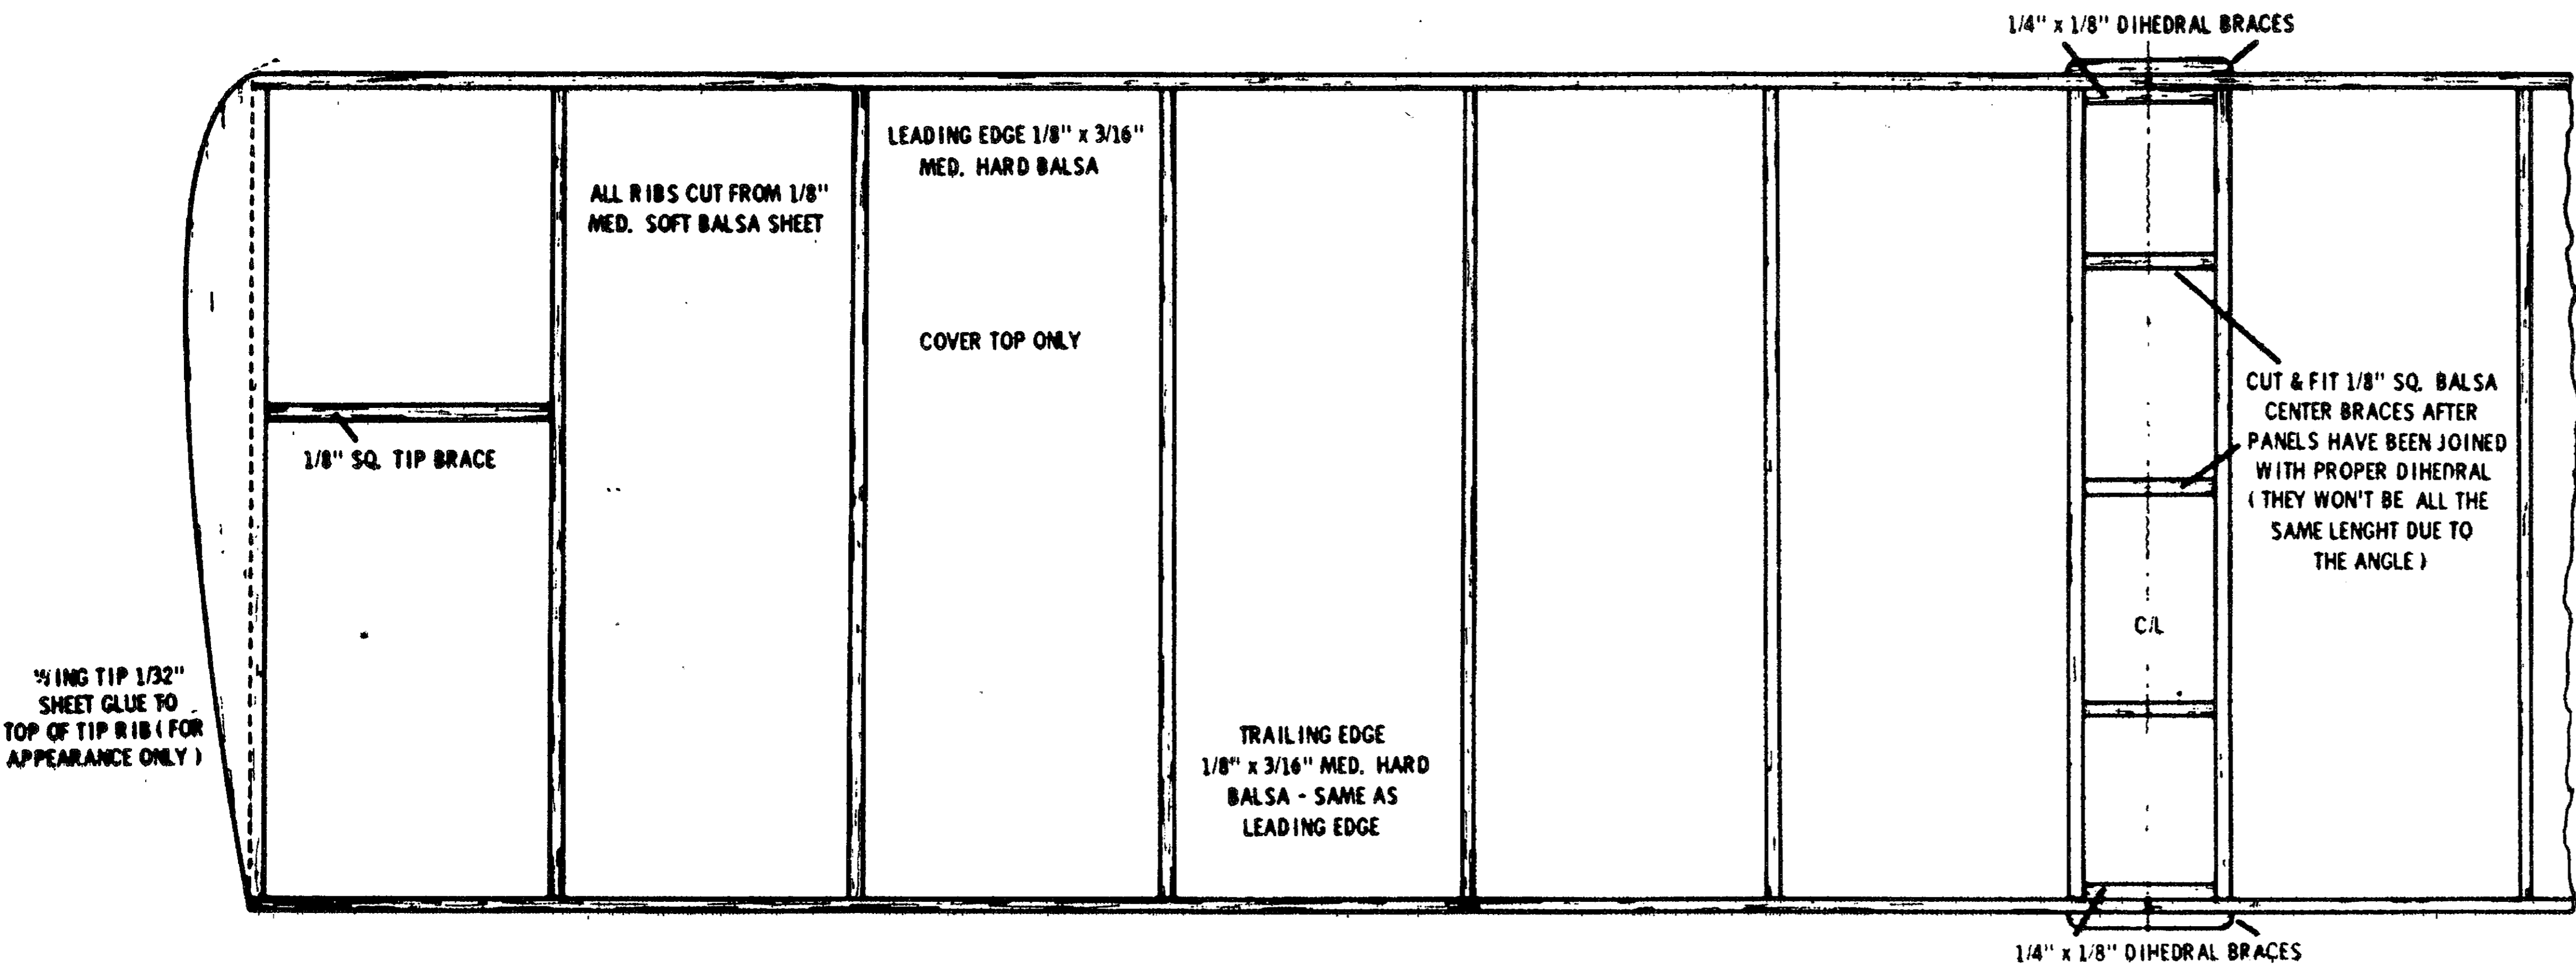 1/4" x 1/8" DIHEDRAL BRACES
LEADING EDGE 1/8" x 3/16"
MED. HARD BALSA
ALL RIBS CUT FROM 1/8"
MED. SOFT BALSA SHEET
COVER TOP ONLY
CUT & FIT 1/8" SQ. BALSA
CENTER BRACES AFTER
PANELS HAVE BEEN JOINED
WITH PROPER DIHEDRAL
( THEY WON'T BE ALL THE
SAME LENGHT DUE TO
THE ANGLE )
1/8" SQ. TIP BRACE
C/L
WING TIP 1/32"
SHEET GLUE TO
TOP OF TIP RIB ( FOR
APPEARANCE ONLY )
TRAILING EDGE
1/8" x 3/16" MED. HARD
BALSA - SAME AS
LEADING EDGE
1/4" x 1/8" DIHEDRAL BRACES